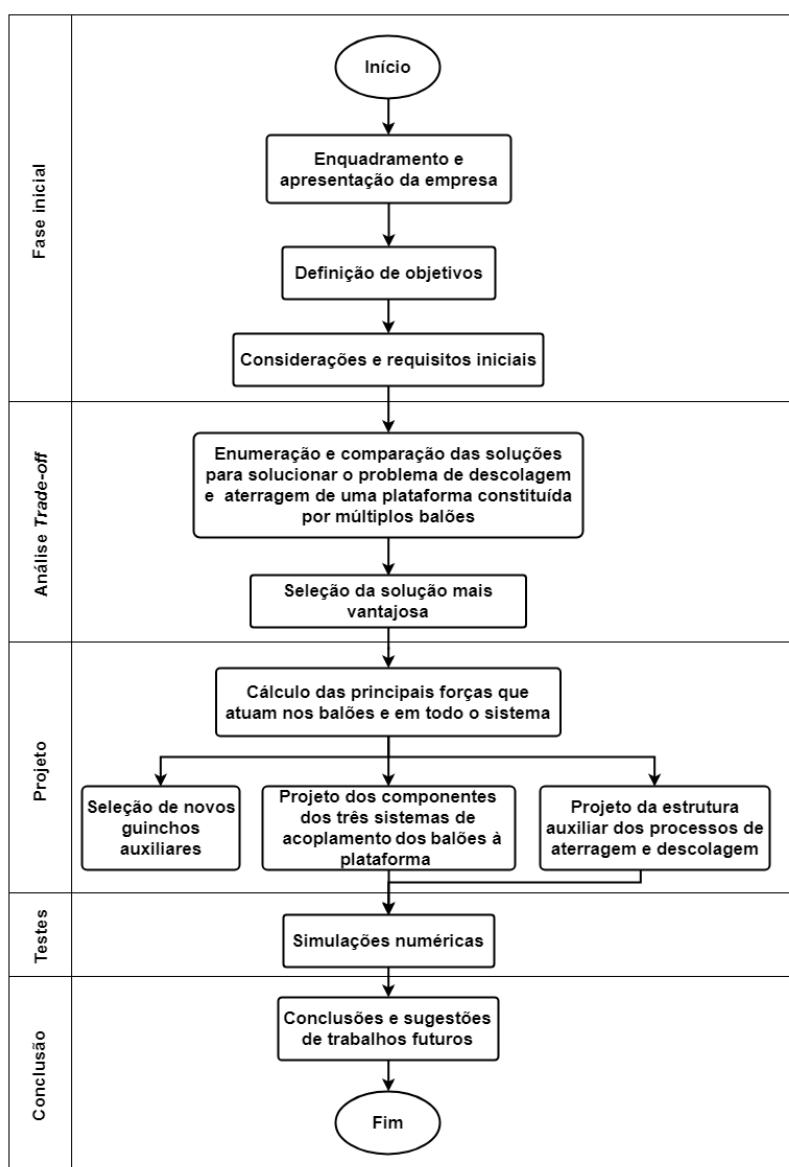 Fase inicial
Início
Enquadramento e
apresentação da empresa
Definição de objetivos
Considerações e requisitos iniciais
Análise Trade-off
Enumeração e comparação das soluções
para solucionar o problema de descolagem
e aterragem de uma plataforma constituída
por múltiplos balões
Seleção da solução mais
vantajosa
Projeto
Cálculo das principais forças que
atuam nos balões e em todo o sistema
Seleção de novos
guinchos
auxiliares
Projeto dos componentes
dos três sistemas de
acoplamento dos balões à
plataforma
Projeto da estrutura
auxiliar dos processos de
aterragem e descolagem
Testes
Simulações numéricas
Conclusão
Conclusões e sugestões
de trabalhos futuros
Fim